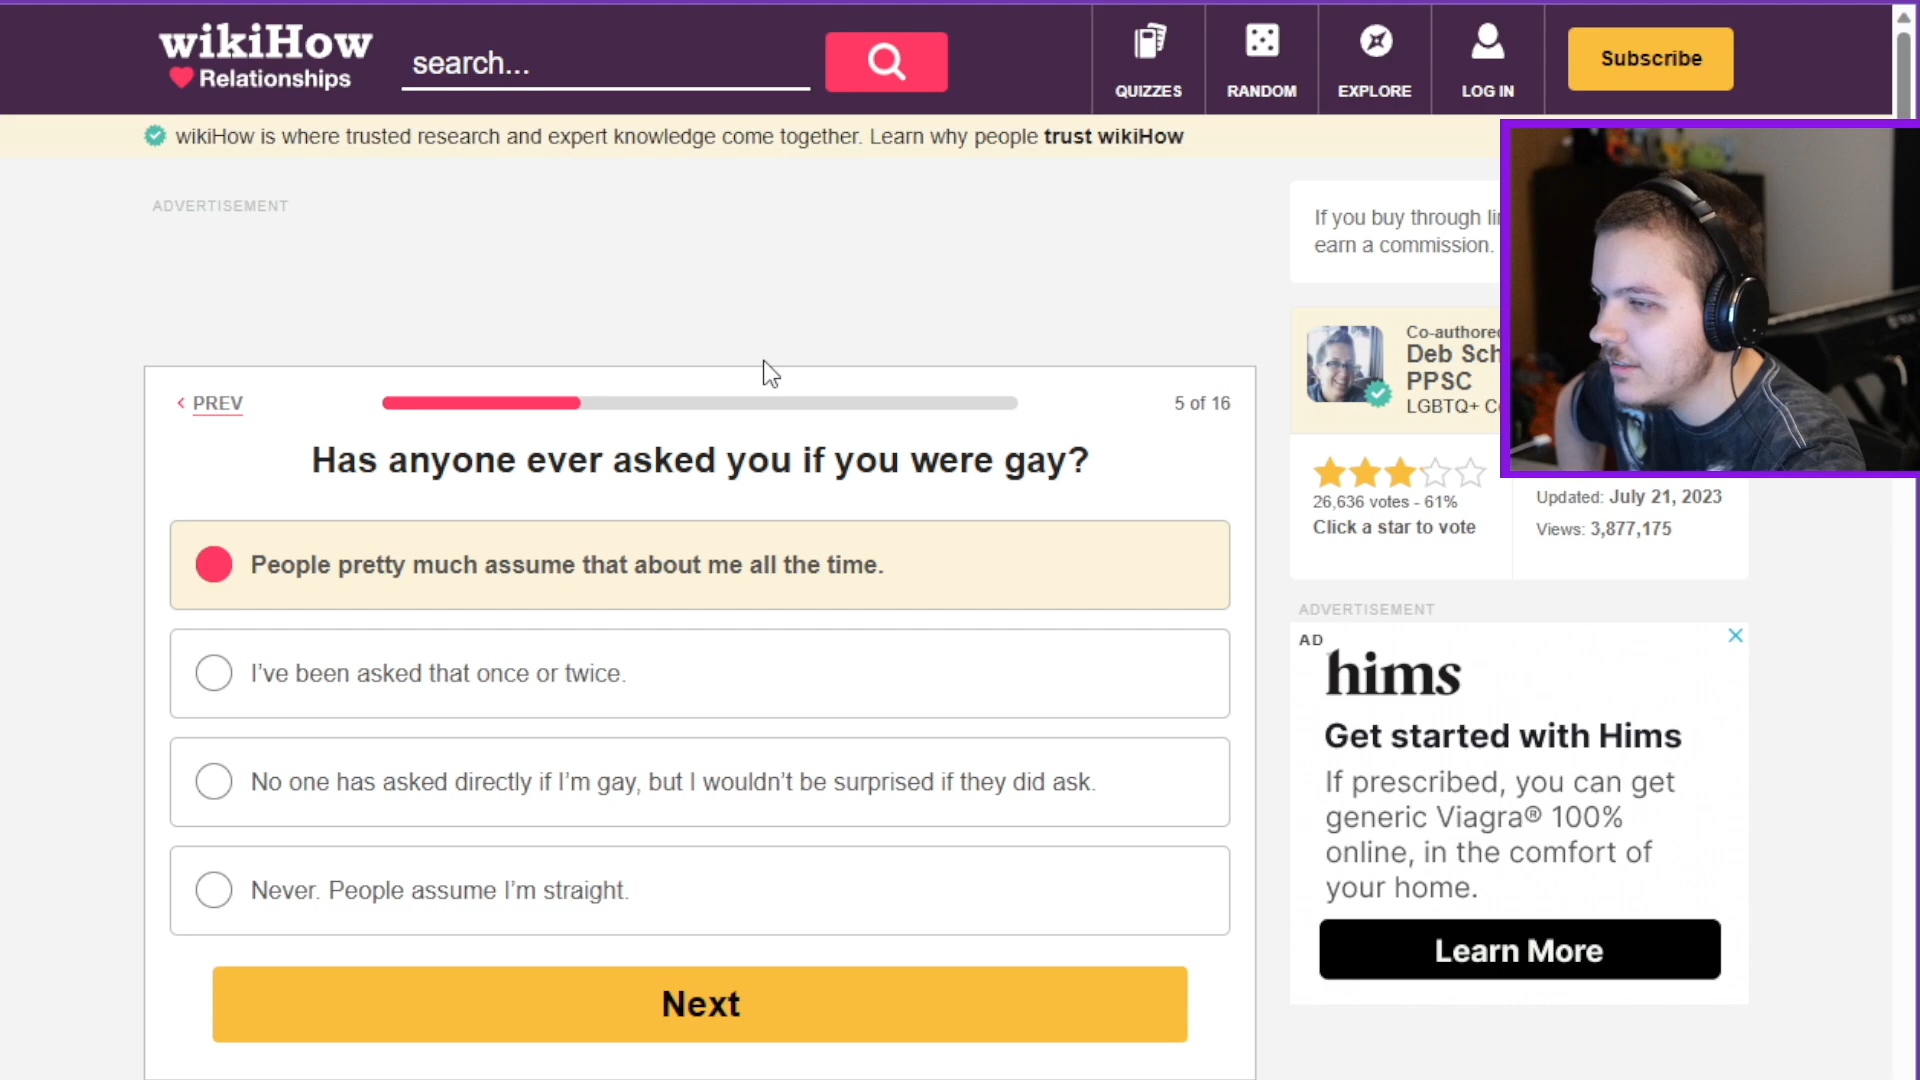 wikiHow
Relationships
search...
QUIZZES
RANDOM
EXPLORE
LOG IN
Subscribe
wikiHow is where trusted research and expert knowledge come together. Learn why people trust wikiHow
ADVERTISEMENT
PREV
5 of 16
Has anyone ever asked you if you were gay?
People pretty much assume that about me all the time.
I've been asked that once or twice.
No one has asked directly if I'm gay, but I wouldn't be surprised if they did ask.
Never. People assume I'm straight.
Next
If you buy through
earn a commission.
Deb
PPSC
LGBTQ+
26,636 votes - 61%
Click a star to vote
Updated: July 21, 2023
Views: 3,877,175
ADVERTISEMENT
AD
hims
Get started with Hims
If prescribed, you can get
generic Viagra® 100%
online, in the comfort of
your home.
Learn More